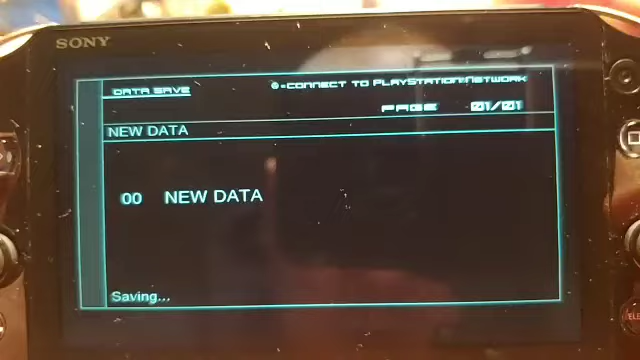 SONY
DATA SAVE
=CONNECT TO PLAYSTATION®NETWORK
PAGE 01/01
NEW DATA
00 NEW DATA
Saving...